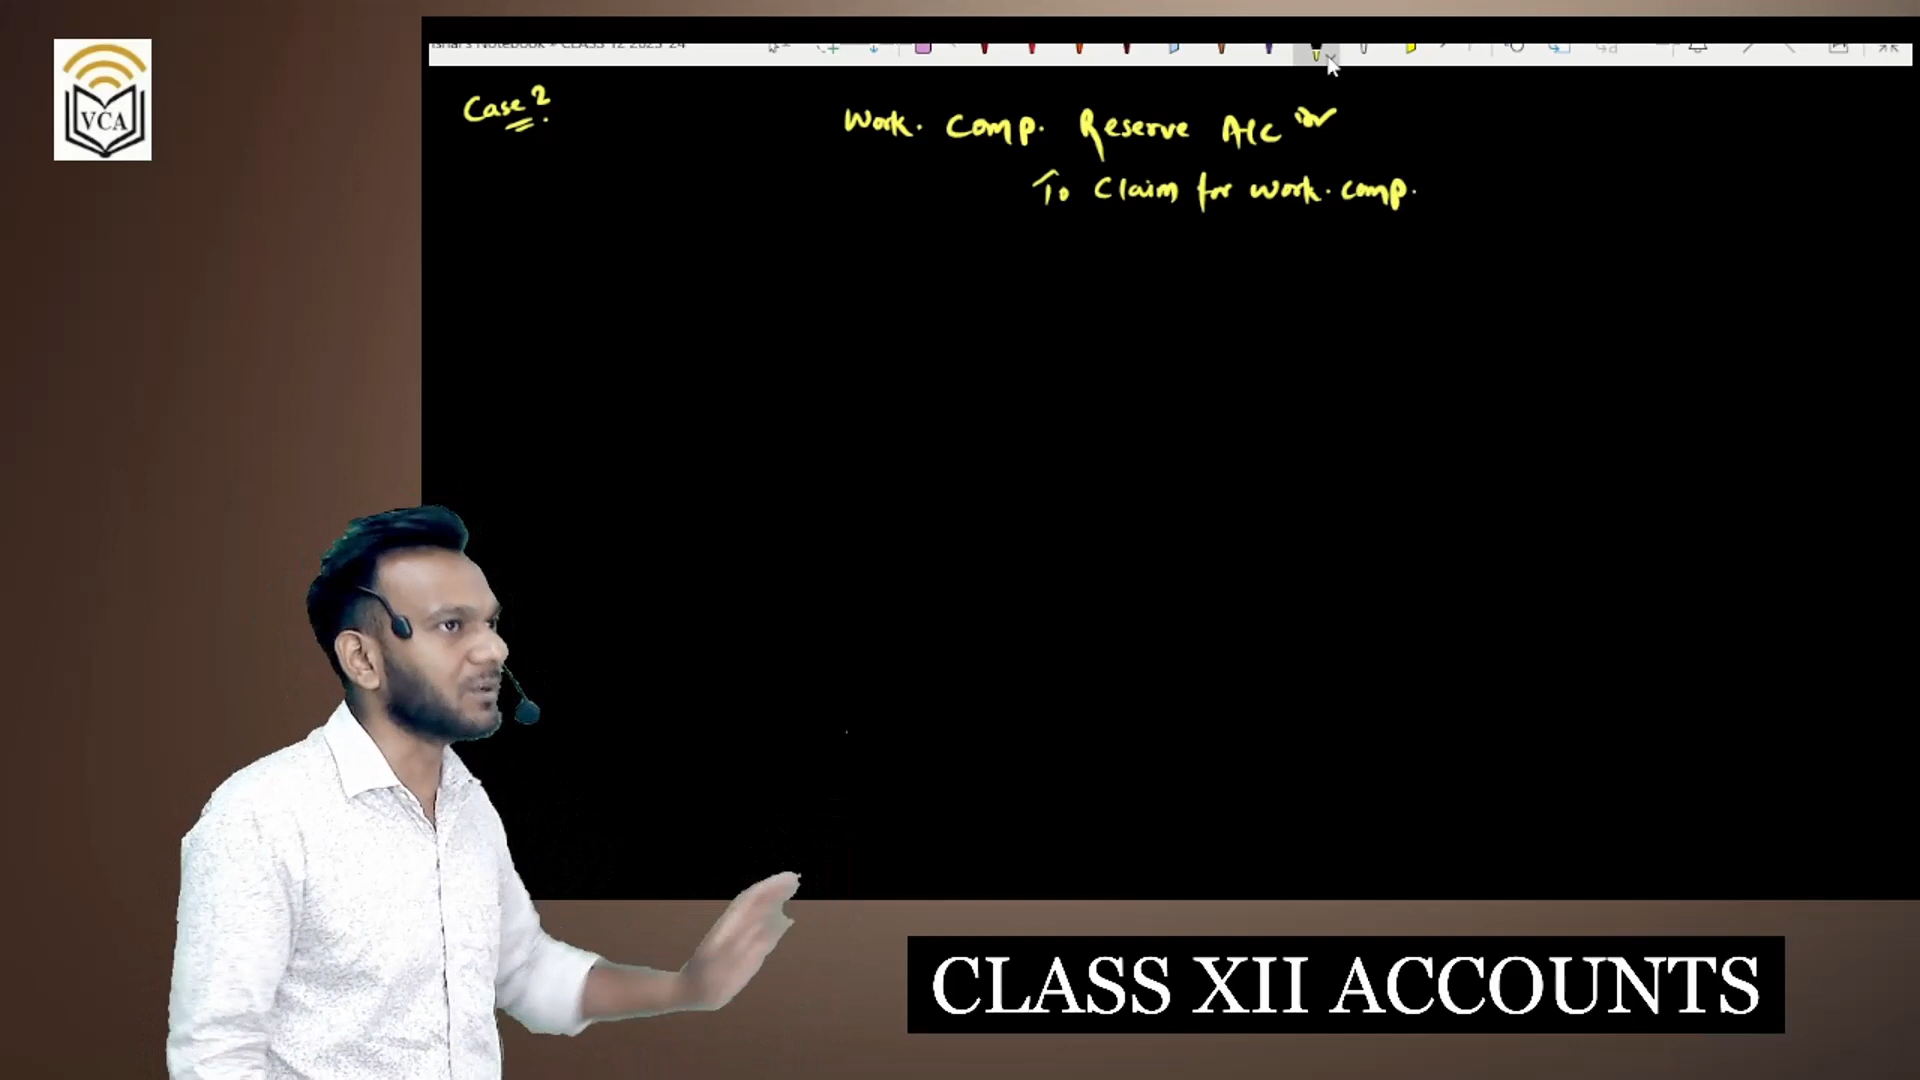 VCA
Case 2.
Work. Comp. Reserve A/c Dr
To Claim for work. comp.
CLASS XII ACCOUNTS